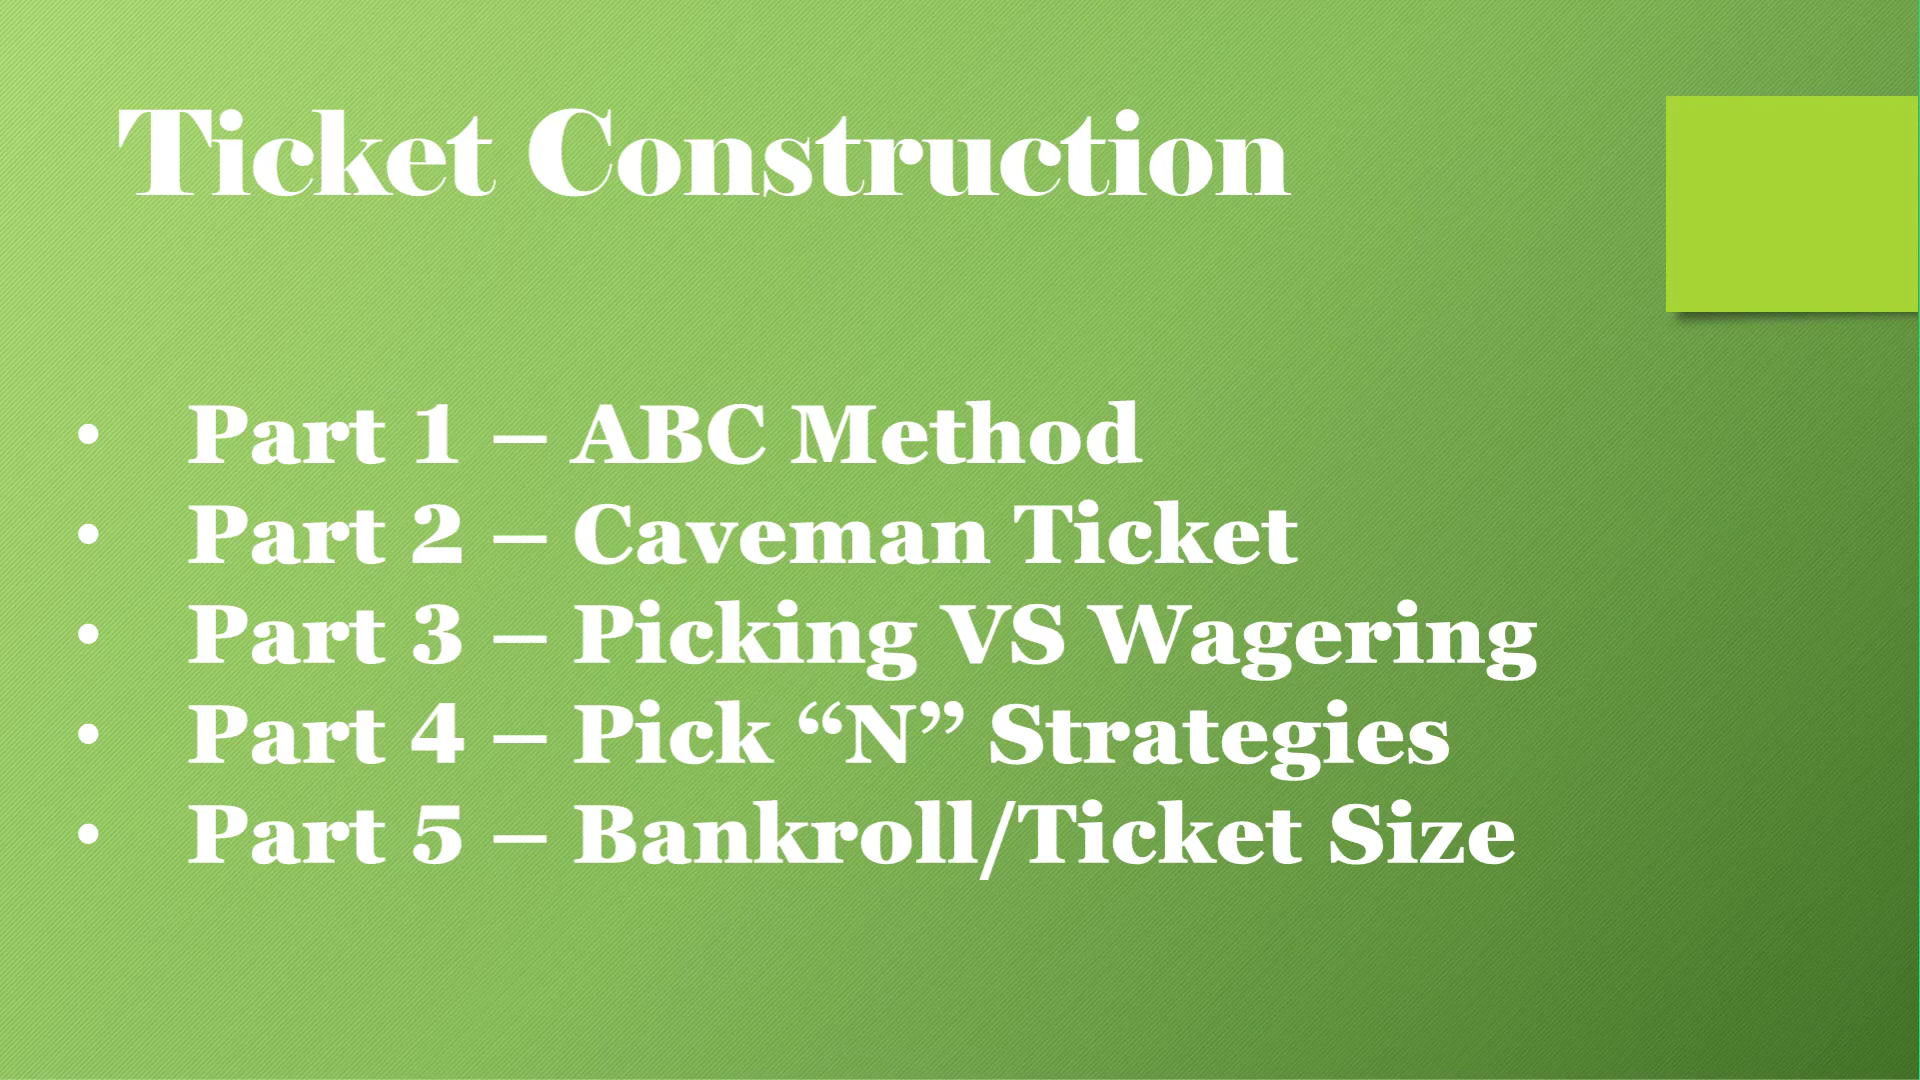 Ticket Construction
• Part 1 – ABC Method
• Part 2 – Caveman Ticket
• Part 3 – Picking VS Wagering
• Part 4 – Pick “N” Strategies
• Part 5 – Bankroll/Ticket Size